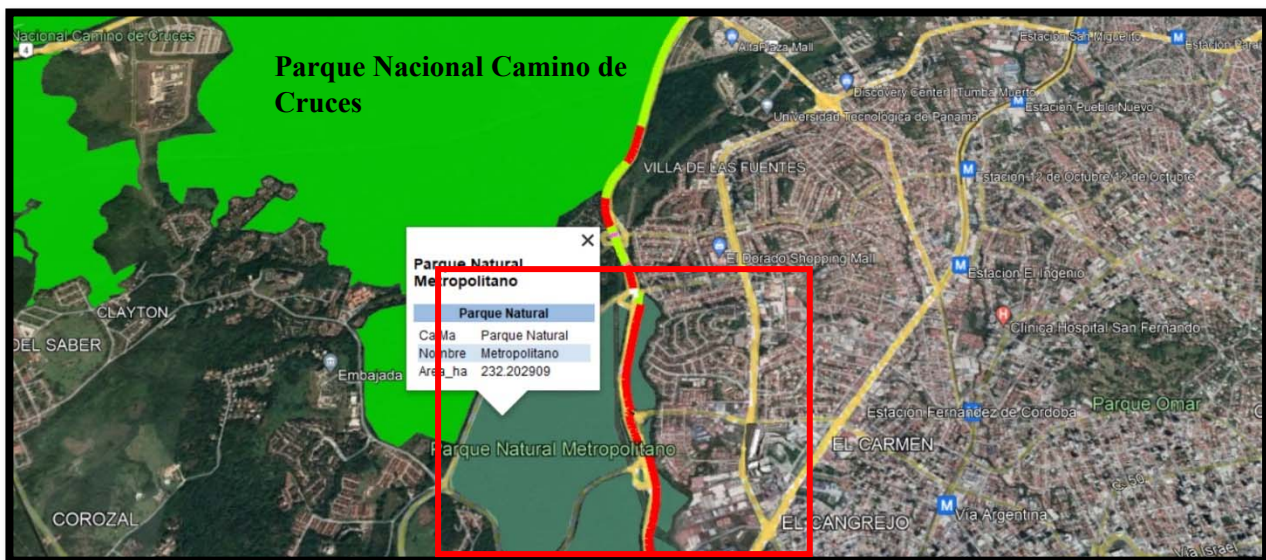 Nacional Camino de Cruces
4
Parque Nacional Camino de
Cruces
AltaPlaza Mall
Estación San Miguelito
Discovery Center | Tumba Muerto
Estación Pueblo Nuevo
Universidad Tecnológica de Panamá
VILLA DE LAS FUENTES
Estación 12 de Octubre 12 de Octubre
×
Parque Natural
Metropolitano
El Dorado Shopping Mall
Estación El Ingenio
Parque Natural
CLAYTON
H
Clínica Hospital San Fernando
Parque Natural
DEL SABER
Nombre Metropolitano
Embajada
Area_ha 232.202909
Estación Fernández de Córdoba
Parque Omar
Parque Natural Metropolitano
EL CARMEN
COROZAL
EL CANGREJO
M
Vía Argentina
Vía Israel